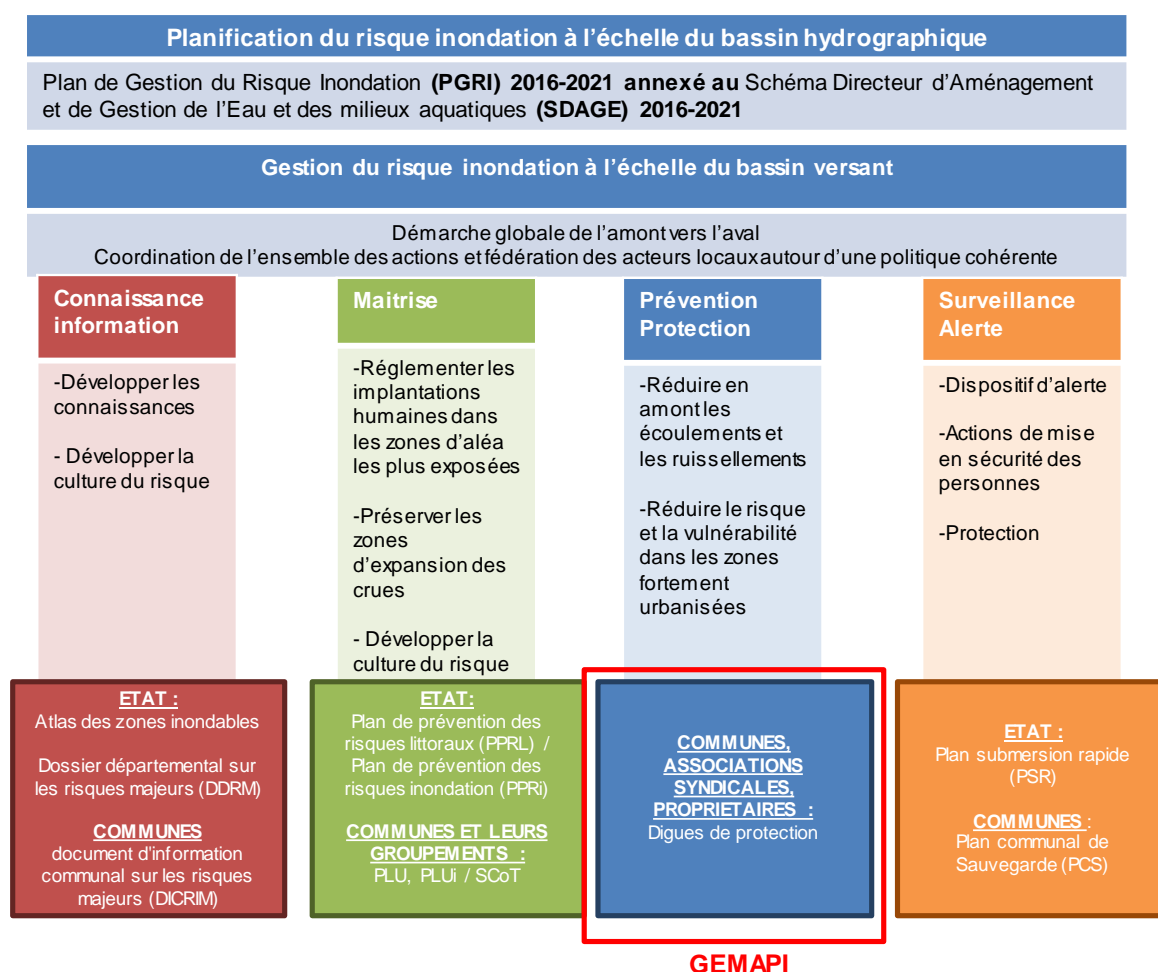 Planification du risque inondation à l'échelle du bassin hydrographique
Plan de Gestion du Risque Inondation (PGRI) 2016-2021 annexé au Schéma Directeur d'Aménagement
et de Gestion de l'Eau et des milieux aquatiques (SDAGE) 2016-2021
Gestion du risque inondation à l'échelle du bassin versant
Démarche globale de l'amont vers l'aval
Coordination de l'ensemble des actions et fédération des acteurs locaux autour d'une politique cohérente
Connaissance
information
-Développer les
connaissances
- Développer la
culture du risque
ETAT :
Atlas des zones inondables
Dossier départemental sur
les risques majeurs (DDRM)
COMMUNES
document d'information
communal sur les risques
majeurs (DICRIM)
Maitrise
-Réglementer les
implantations
humaines dans
les zones d'aléa
les plus exposées
-Préserver les
zones
d'expansion des
crues
- Développer la
culture du risque
ETAT:
Plan de prévention des
risques littoraux (PPRL) /
Plan de prévention des
risques inondation (PPRi)
COMMUNES ET LEURS
GROUPEMENTS :
PLU, PLUi / SCoT
Prévention
Protection
-Réduire en
amont les
écoulements et
les ruissellements
-Réduire le risque
et la vulnérabilité
dans les zones
fortement
urbanisées
COMMUNES,
ASSOCIATIONS
SYNDICALES,
PROPRIETAIRES :
Digues de protection
GEMAPI
Surveillance
Alerte
-Dispositif d'alerte
-Actions de mise
en sécurité des
personnes
-Protection
ETAT :
Plan submersion rapide
(PSR)
COMMUNES :
Plan communal de
Sauvegarde (PCS)